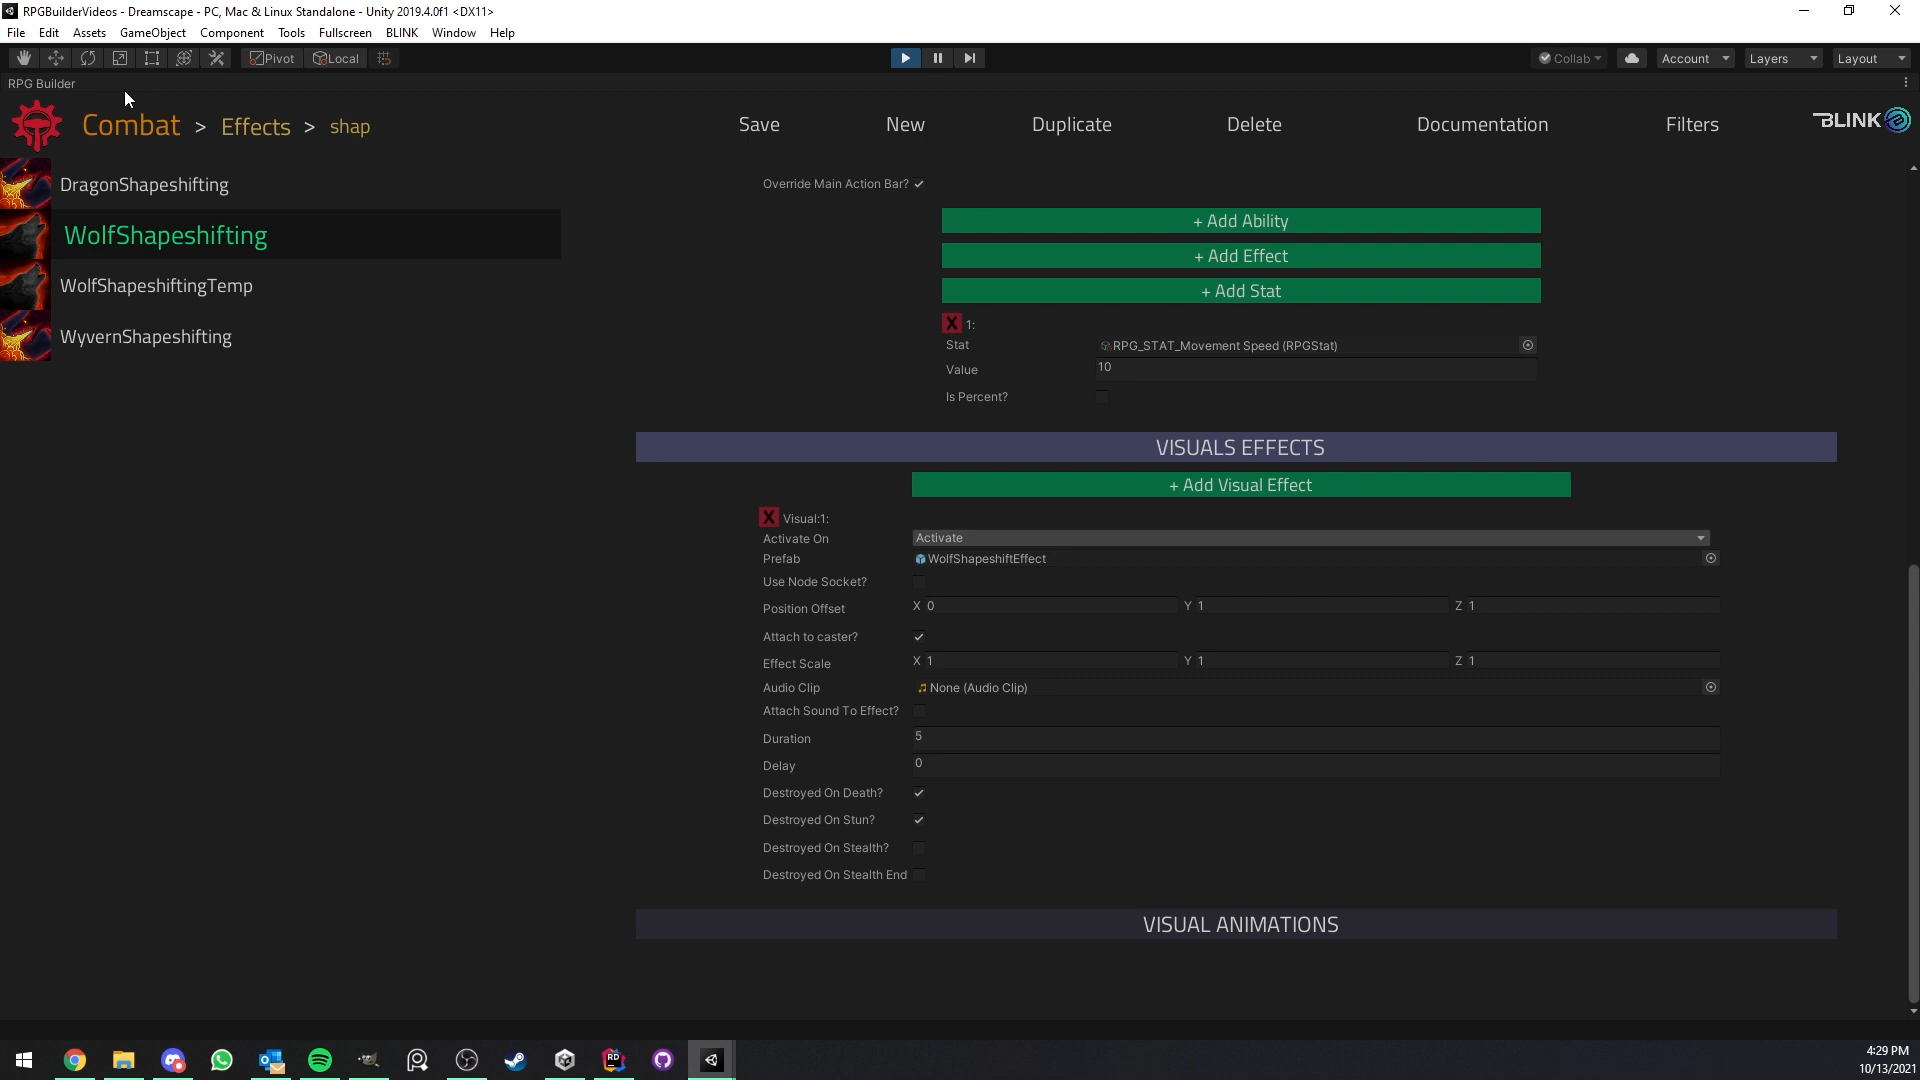 RPGBuilderVideos - Dreamscape - PC, Mac & Linux Standalone - Unity 2019.4.0f1 <DX11>
File Edit Assets GameObject Component Tools Fullscreen BLINK Window Help
Pivot Local Collab Account Layers Layout
RPG Builder
Combat > Effects > shap
Save New Duplicate Delete Documentation Filters BLINK
DragonShapeshifting
WolfShapeshifting
WolfShapeshiftingTemp
WyvernShapeshifting
Override Main Action Bar?
+ Add Ability
+ Add Effect
+ Add Stat
X 1:
Stat RPG_STAT_Movement Speed (RPGStat)
Value 10
Is Percent?
VISUALS EFFECTS
+ Add Visual Effect
X Visual:1:
Activate On Activate
Prefab WolfShapeshiftEffect
Use Node Socket?
Position Offset X 0 Y 1 Z 1
Attach to caster?
Effect Scale X 1 Y 1 Z 1
Audio Clip None (Audio Clip)
Attach Sound To Effect?
Duration 5
Delay 0
Destroyed On Death?
Destroyed On Stun?
Destroyed On Stealth?
Destroyed On Stealth End
VISUAL ANIMATIONS
RD
4:29 PM
10/13/2021